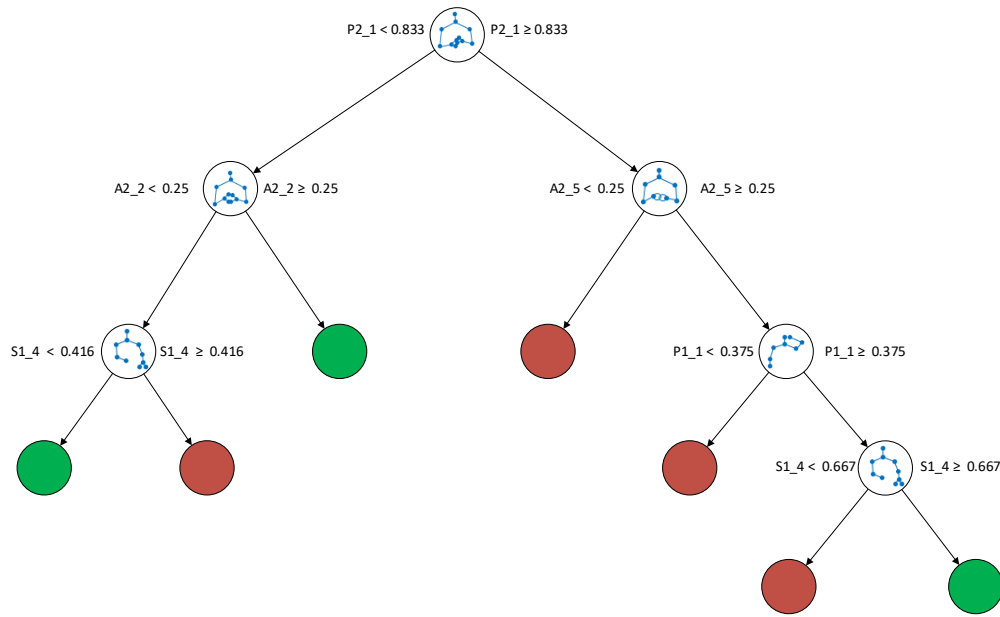 P2_1 < 0.833
P2_1 ≥ 0.833
A2_2 < 0.25
A2_2 ≥ 0.25
A2_5 < 0.25
A2_5 ≥ 0.25
S1_4 < 0.416
S1_4 ≥ 0.416
P1_1 < 0.375
P1_1 ≥ 0.375
S1_4 < 0.667
S1_4 ≥ 0.667